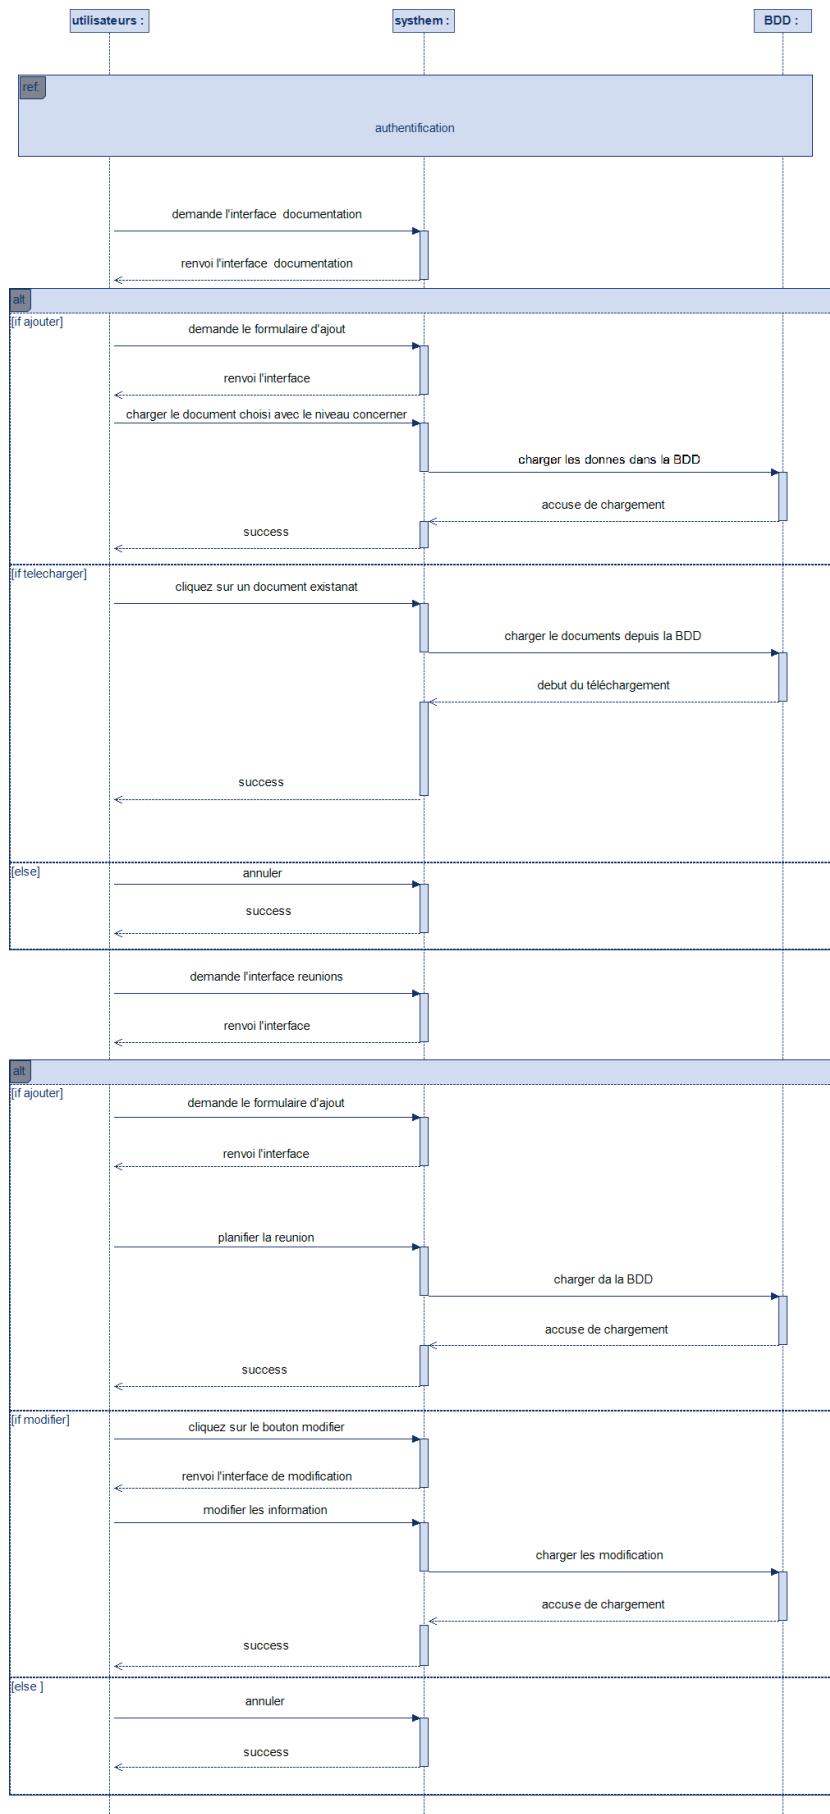 utilisateurs :
systhem :
BDD :
ref:
authentification
demande l'interface  documentation
renvoi l'interface  documentation
alt
[if ajouter]
demande le formulaire d'ajout
renvoi l'interface
charger le document choisi avec le niveau concerner
charger les donnes dans la BDD
accuse de chargement
success
[if telecharger]
cliquez sur un document existanat
charger le documents depuis la BDD
debut du téléchargement
success
[else]
annuler
success
demande l'interface reunions
renvoi l'interface
alt
[if ajouter]
demande le formulaire d'ajout
renvoi l'interface
planifier la reunion
charger da la BDD
accuse de chargement
success
[if modifier]
cliquez sur le bouton modifier
renvoi l'interface de modification
modifier les information
charger les modification
accuse de chargement
success
[else ]
annuler
success